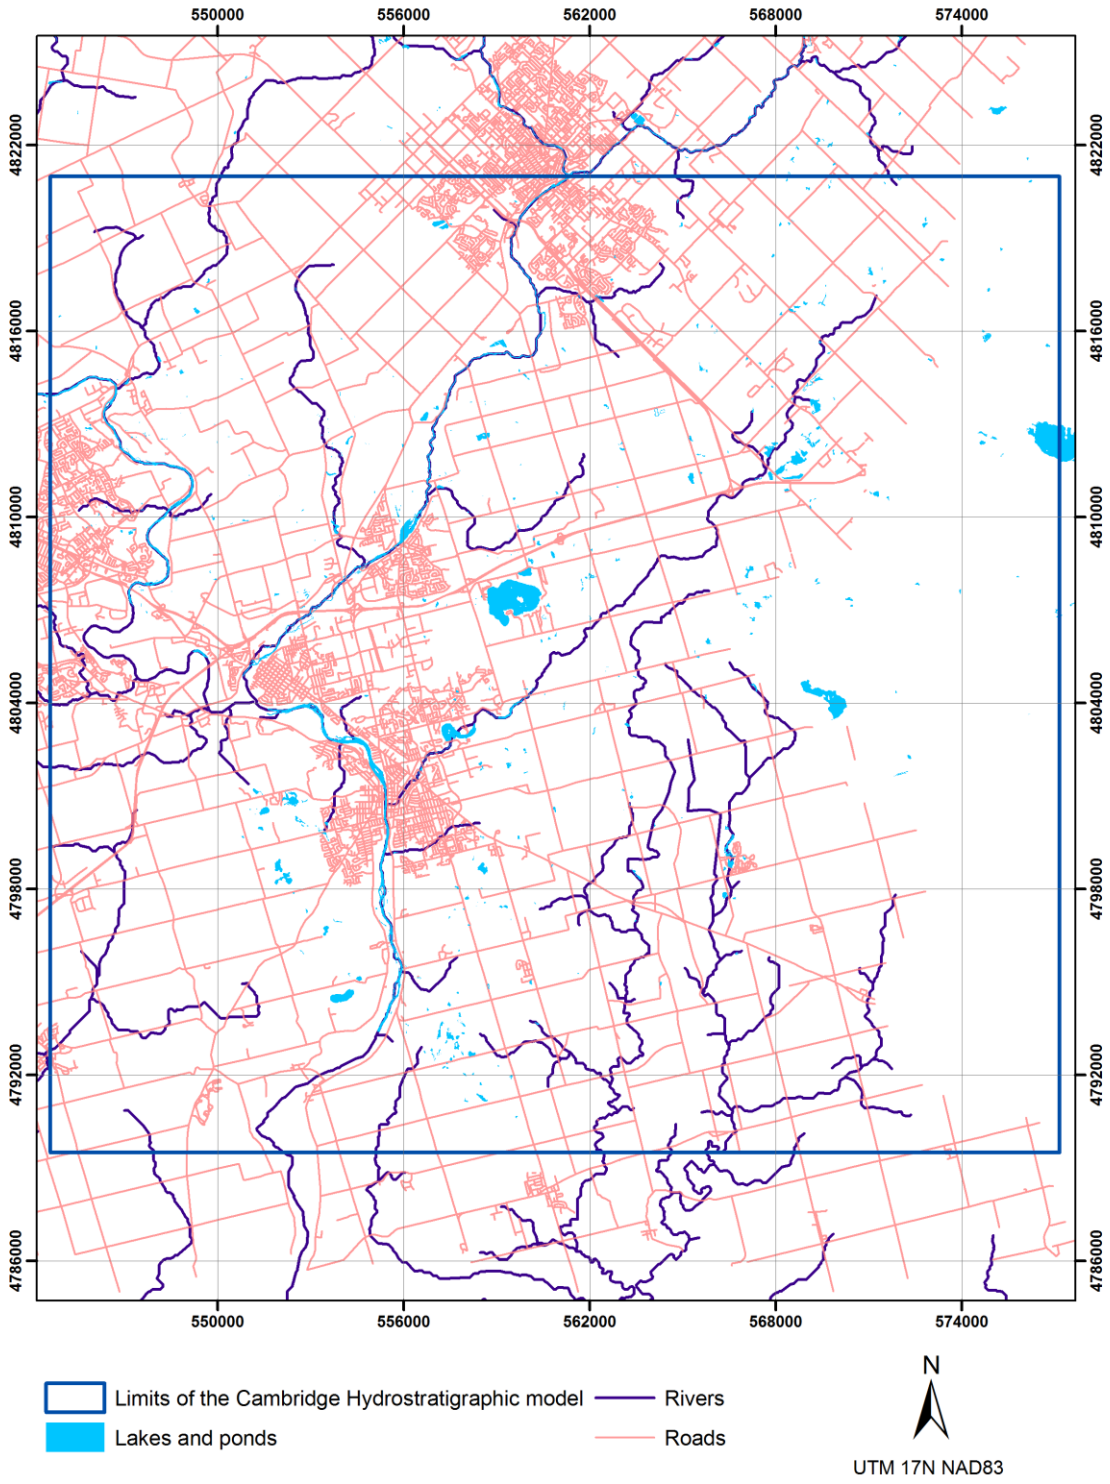 550000 556000 562000 568000 574000
4822000 4822000
4816000 4816000
4810000 4810000
4804000 4804000
4798000 4798000
4792000 4792000
4786000 4786000
550000 556000 562000 568000 574000
N
Limits of the Cambridge Hydrostratigraphic model Rivers
Lakes and ponds Roads
UTM 17N NAD83